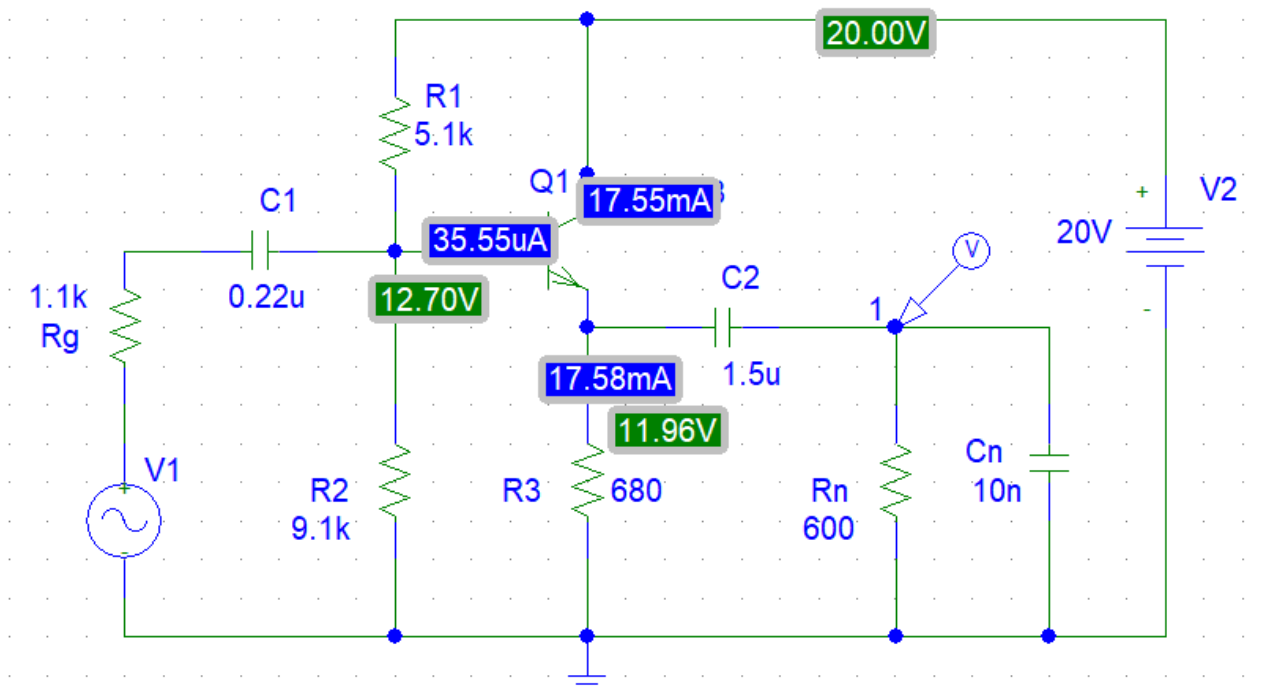 20.00V
R1
5.1k
Q1
17.55mA
C1
V2
+
20V
-
35.55uA
V
1.1k
Rg
0.22u
12.70V
C2
1
1.5u
17.58mA
11.96V
V1
+
-
R2
9.1k
R3
680
Rn
600
Cn
10n